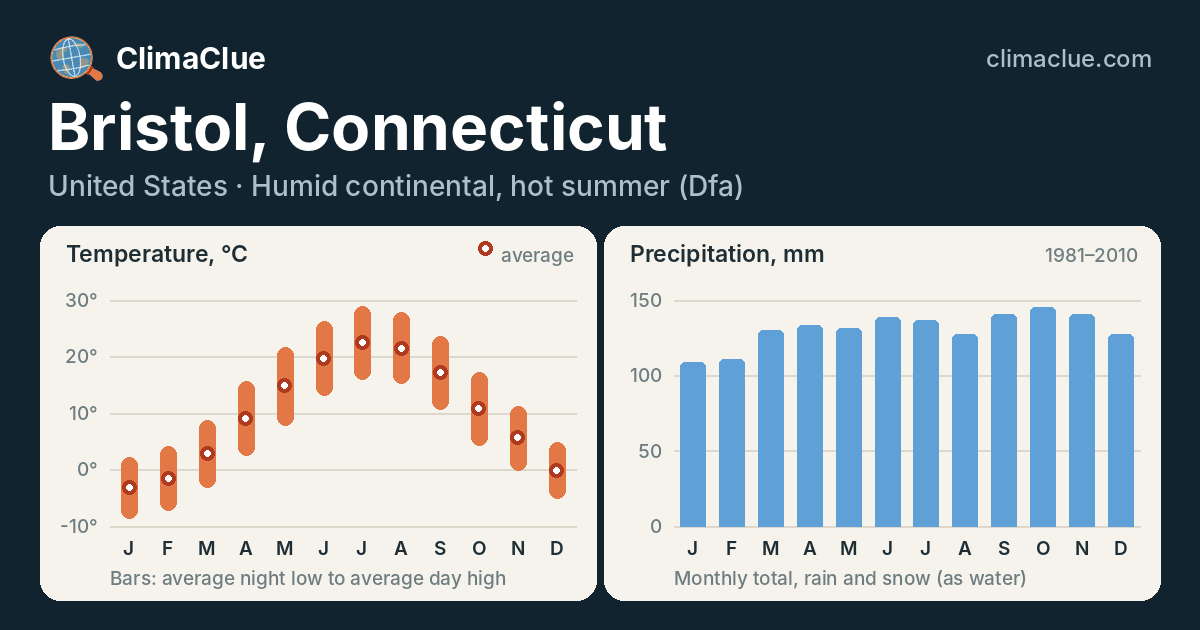 ClimaClue
climaclue.com
Bristol, Connecticut
United States · Humid continental, hot summer (Dfa)
Temperature, °C
average
30°
20°
10°
0°
-10°
J F M A M J J A S O N D
Bars: average night low to average day high
Precipitation, mm
1981–2010
150
100
50
0
J F M A M J J A S O N D
Monthly total, rain and snow (as water)